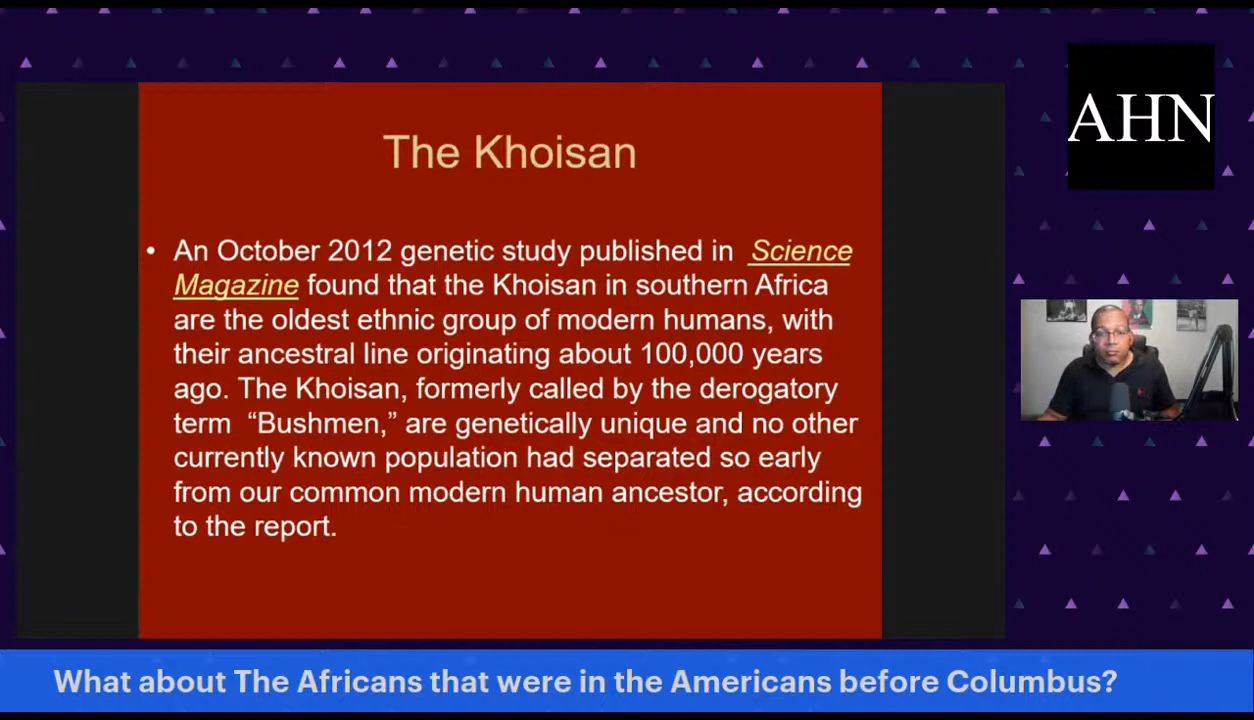 AHN
The Khoisan
• An October 2012 genetic study published in Science
Magazine found that the Khoisan in southern Africa
are the oldest ethnic group of modern humans, with
their ancestral line originating about 100,000 years
ago. The Khoisan, formerly called by the derogatory
term “Bushmen,” are genetically unique and no other
currently known population had separated so early
from our common modern human ancestor, according
to the report.
What about The Africans that were in the Americans before Columbus?